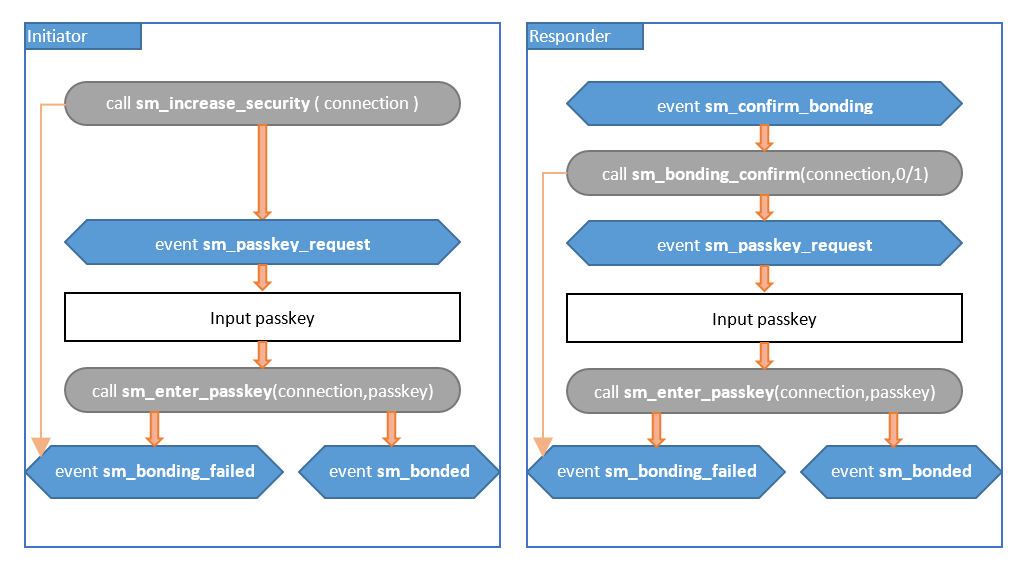 Initiator
call sm_increase_security ( connection )
event sm_passkey_request
Input passkey
call sm_enter_passkey(connection,passkey)
event sm_bonding_failed
event sm_bonded
Responder
event sm_confirm_bonding
call sm_bonding_confirm(connection,0/1)
event sm_passkey_request
Input passkey
call sm_enter_passkey(connection,passkey)
event sm_bonding_failed
event sm_bonded